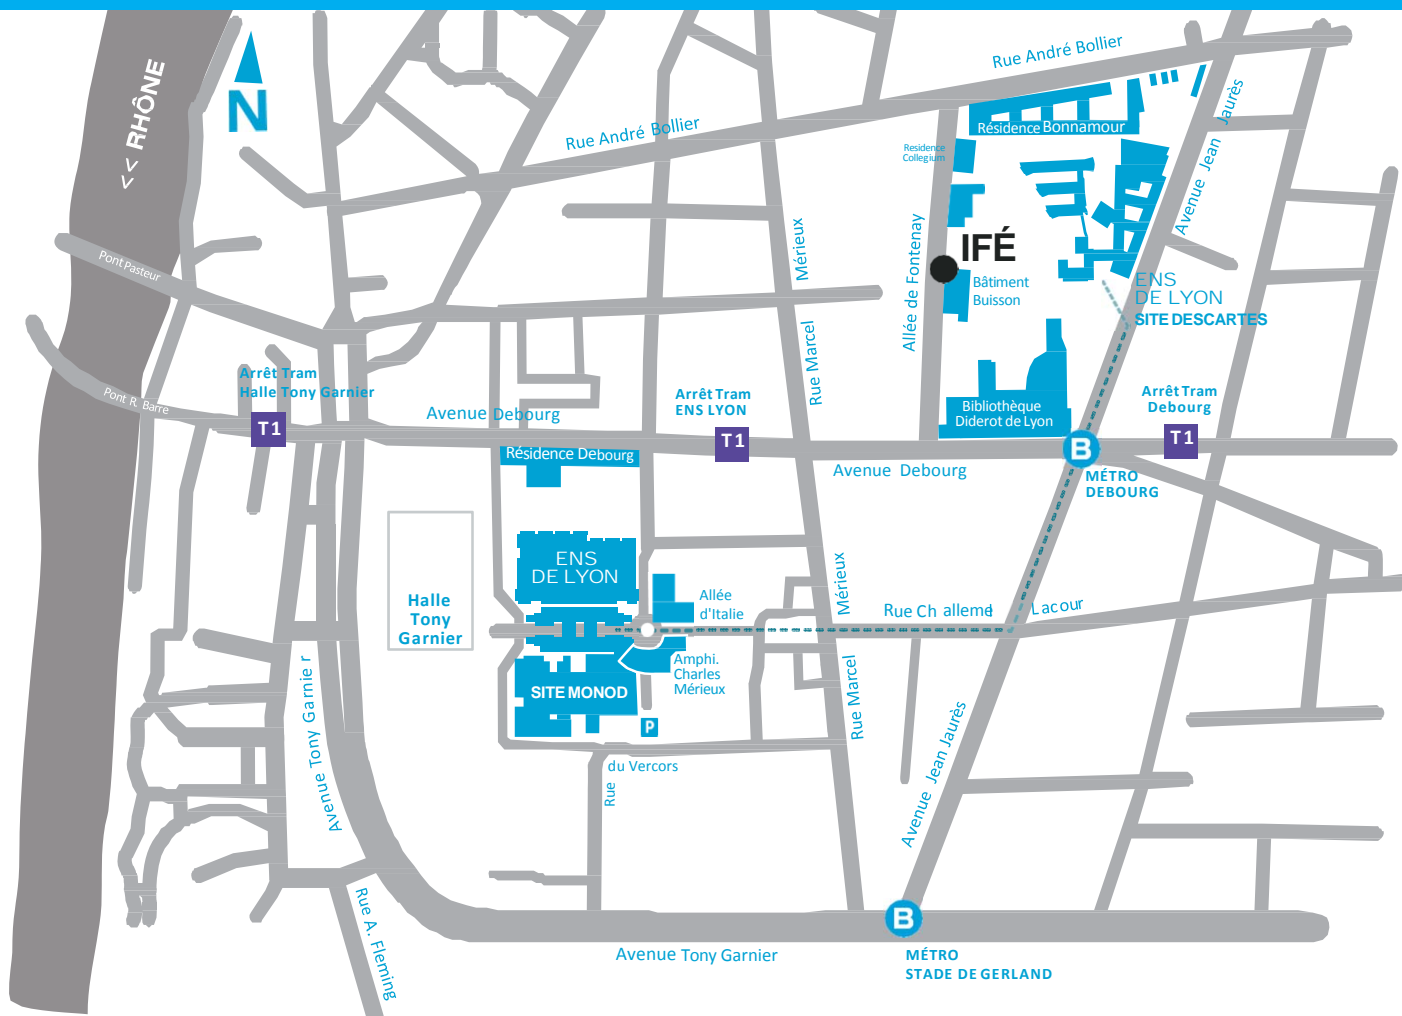 Rue André Bollier
<< RHÔNE
N
Rue André Bollier
Résidence Bonnamour
Residence
Collegium
Avenue Jean Jaurès
Allée de Fontenay
IFÉ
Bâtiment
Buisson
Pont Pasteur
Mérieux
Rue Marcel
ENS
DE LYON
SITE DESCARTES
Arrêt Tram
Halle Tony Garnier
T1
Pont R. Barre
Avenue Debourg
Arrêt Tram
ENS LYON
T1
Bibliothèque
Diderot de Lyon
Arrêt Tram
Debourg
T1
B
MÉTRO
DEBOURG
Résidence Debourg
Avenue Debourg
ENS
DE LYON
Halle
Tony
Garnier
Allée
d'Italie
Mérieux
Rue Ch alleme l
Lacour
Amphi.
Charles
Mérieux
SITE MONOD
P
Rue Marcel
Avenue Tony Garnie r
du Vercors
Rue
Avenue Jean Jaurès
Rue A. Fleming
B
Avenue Tony Garnier
MÉTRO
STADE DE GERLAND